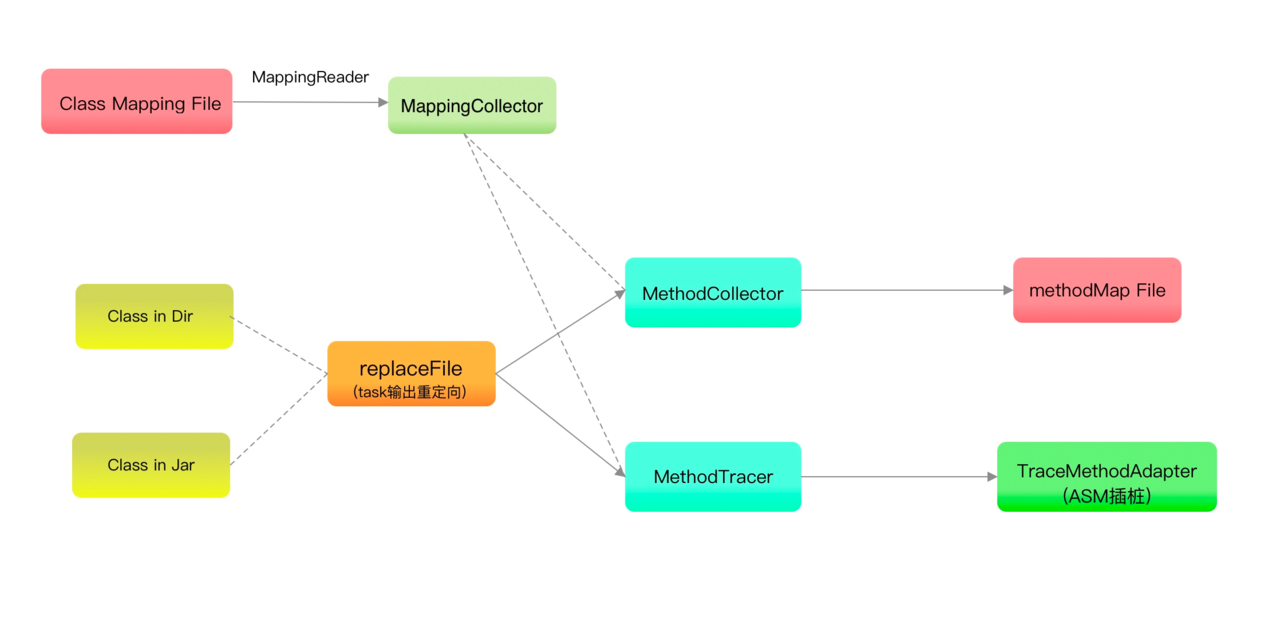 MappingReader
Class Mapping File
MappingCollector
MethodCollector
methodMap File
Class in Dir
replaceFile
(task输出重定向)
Class in Jar
MethodTracer
TraceMethodAdapter
(ASM插桩)